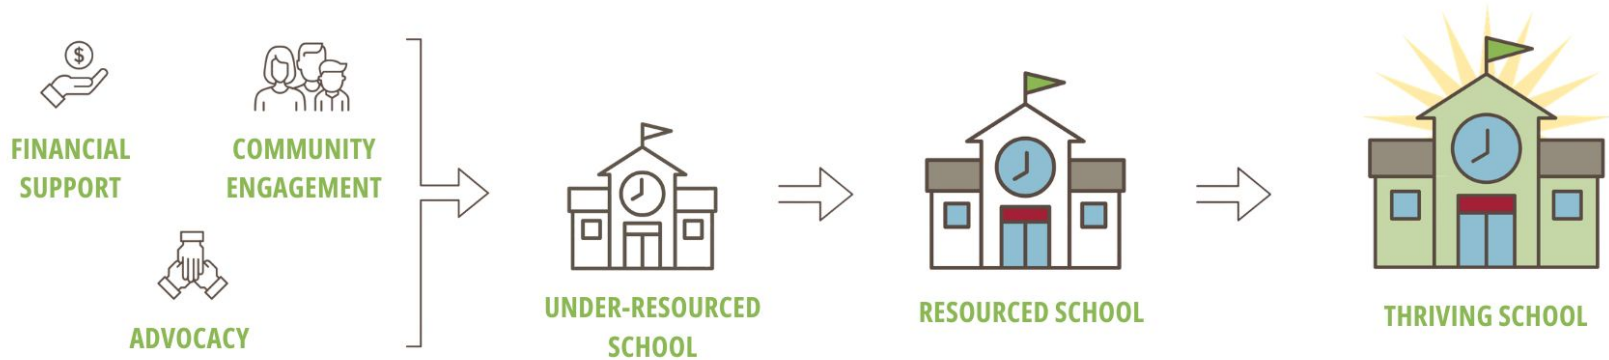 $
FINANCIAL
SUPPORT
COMMUNITY
ENGAGEMENT
ADVOCACY
UNDER-RESOURCED
SCHOOL
RESOURCED SCHOOL
THRIVING SCHOOL